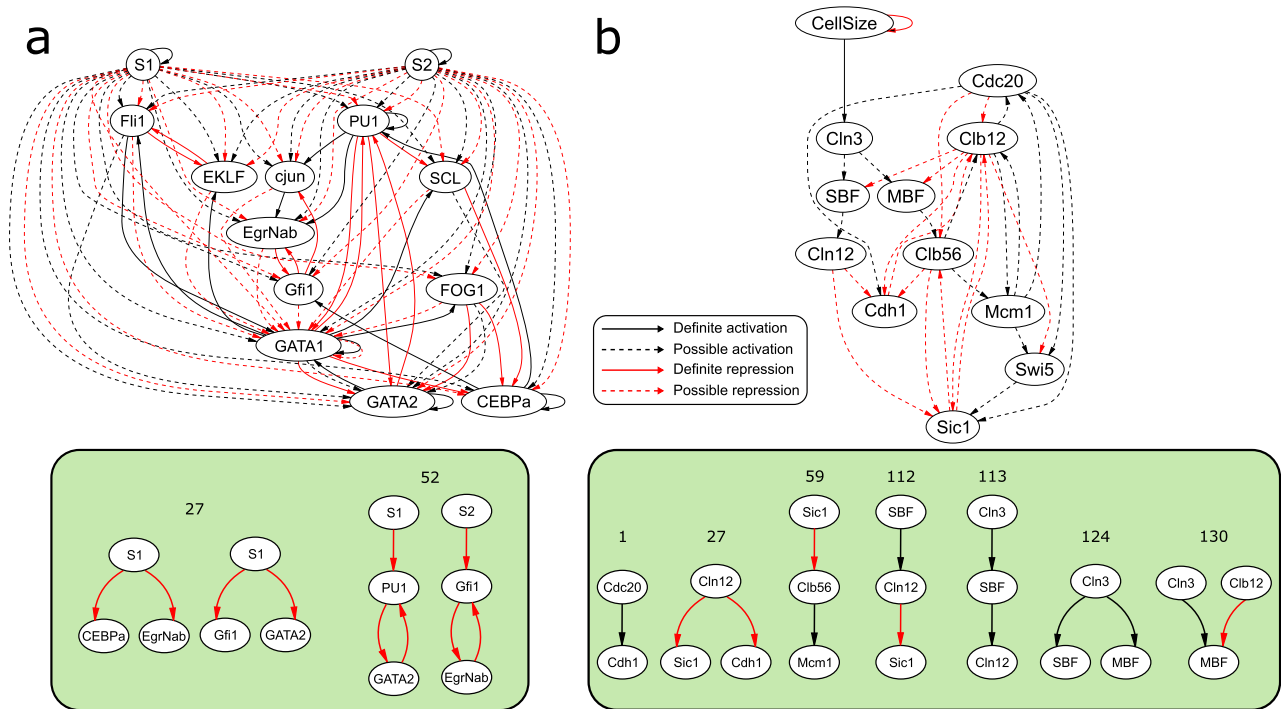 a
S1
S2
Fli1
PU1
EKLF
cjun
SCL
EgrNab
Gfi1
FOG1
GATA1
GATA2
CEBPa
b
CellSize
Cdc20
Cln3
Clb12
SBF
MBF
Cln12
Clb56
Cdh1
Mcm1
Swi5
Sic1
Definite activation
Possible activation
Definite repression
Possible repression
27
S1
S1
CEBPa
EgrNab
Gfi1
GATA2
52
S1
S2
PU1
Gfi1
GATA2
EgrNab
1
Cdc20
Cdh1
27
Cln12
Sic1
Cdh1
59
Sic1
Clb56
Mcm1
112
SBF
Cln12
Sic1
113
Cln3
SBF
Cln12
124
Cln3
SBF
MBF
130
Cln3
Clb12
MBF